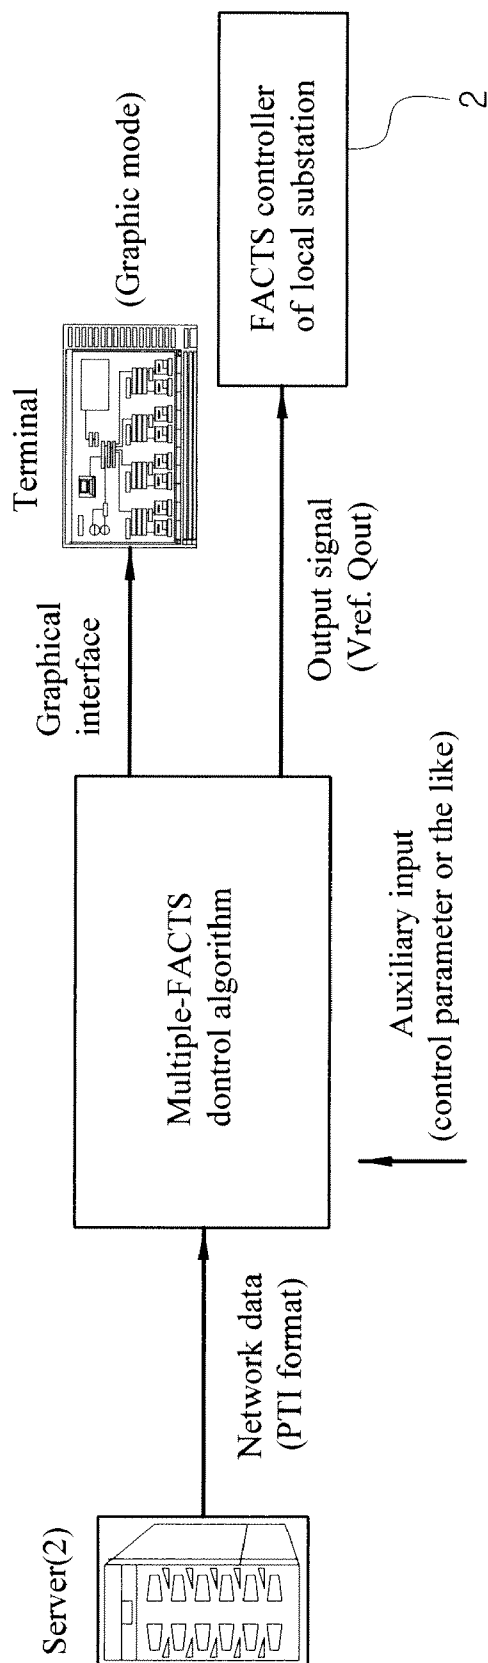 Server(2)
Network data
(PTI format)
Multiple-FACTS
dontrol algorithm
Auxiliary input
(control parameter or the like)
Graphical
interface
Terminal
(Graphic mode)
Output signal
(Vref. Qout)
FACTS controller
of local substation
2